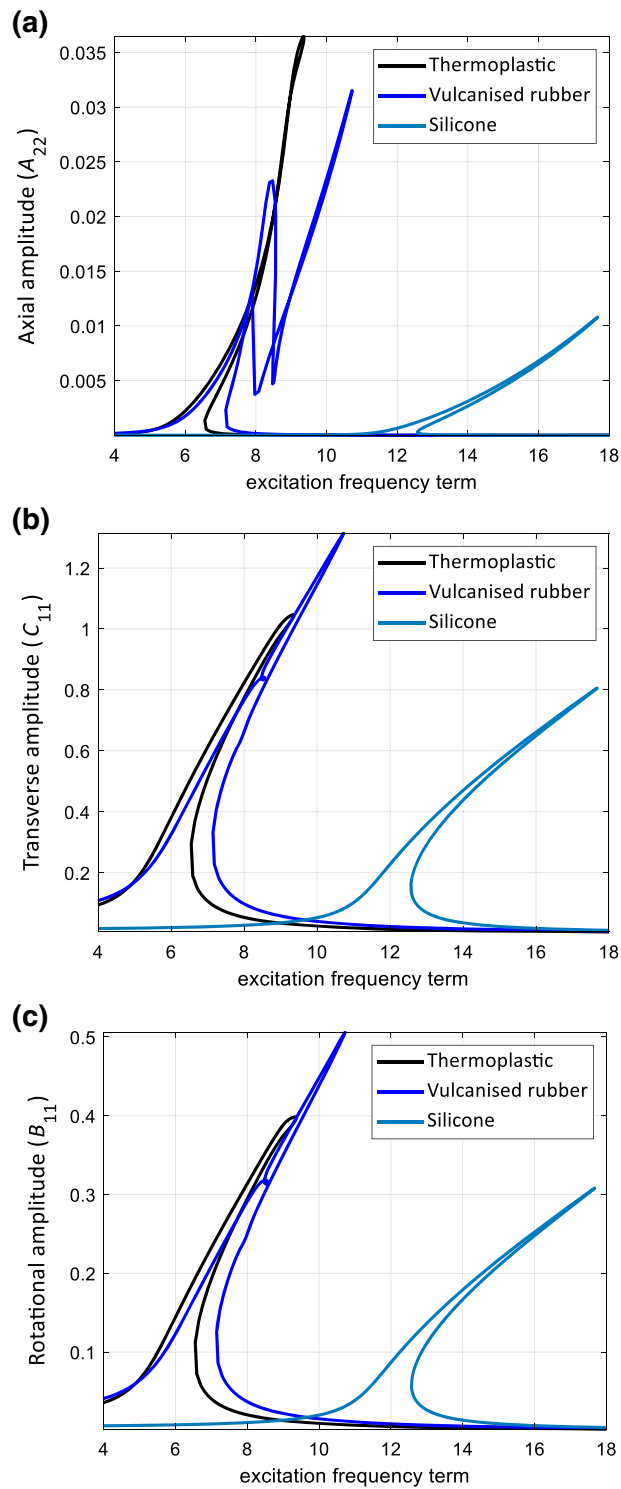 (a)
0.035
0.03
0.025
0.02
0.015
0.01
0.005
Axial amplitude (A22)
Thermoplastic
Vulcanised rubber
Silicone
4 6 8 10 12 14 16 18
excitation frequency term
(b)
1.2
1
0.8
0.6
0.4
0.2
Transverse amplitude (C11)
Thermoplastic
Vulcanised rubber
Silicone
4 6 8 10 12 14 16 18
excitation frequency term
(c)
0.5
0.4
0.3
0.2
0.1
Rotational amplitude (B11)
Thermoplastic
Vulcanised rubber
Silicone
4 6 8 10 12 14 16 18
excitation frequency term